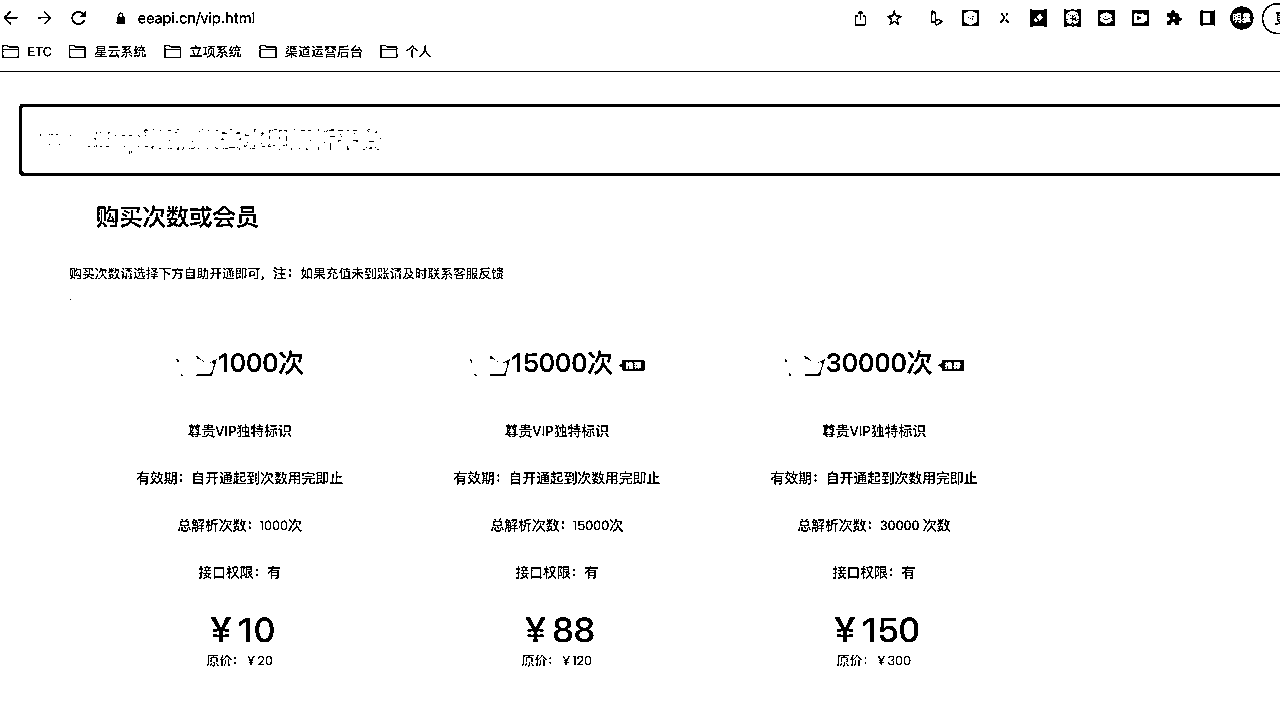 eeapi.cn/vip.html
ETC 星云系统 立项系统 渠道运营后台 个人
购买次数或会员
购买次数请选择下方自助开通即可，注：如果充值未到账请及时联系客服反馈
1000次 15000次 推荐 30000次 推荐
尊贵VIP独特标识 尊贵VIP独特标识 尊贵VIP独特标识
有效期：自开通起到次数用完即止 有效期：自开通起到次数用完即止 有效期：自开通起到次数用完即止
总解析次数：1000次 总解析次数：15000次 总解析次数：30000 次数
接口权限：有 接口权限：有 接口权限：有
￥10 ￥88 ￥150
原价：￥20 原价：￥120 原价：￥300